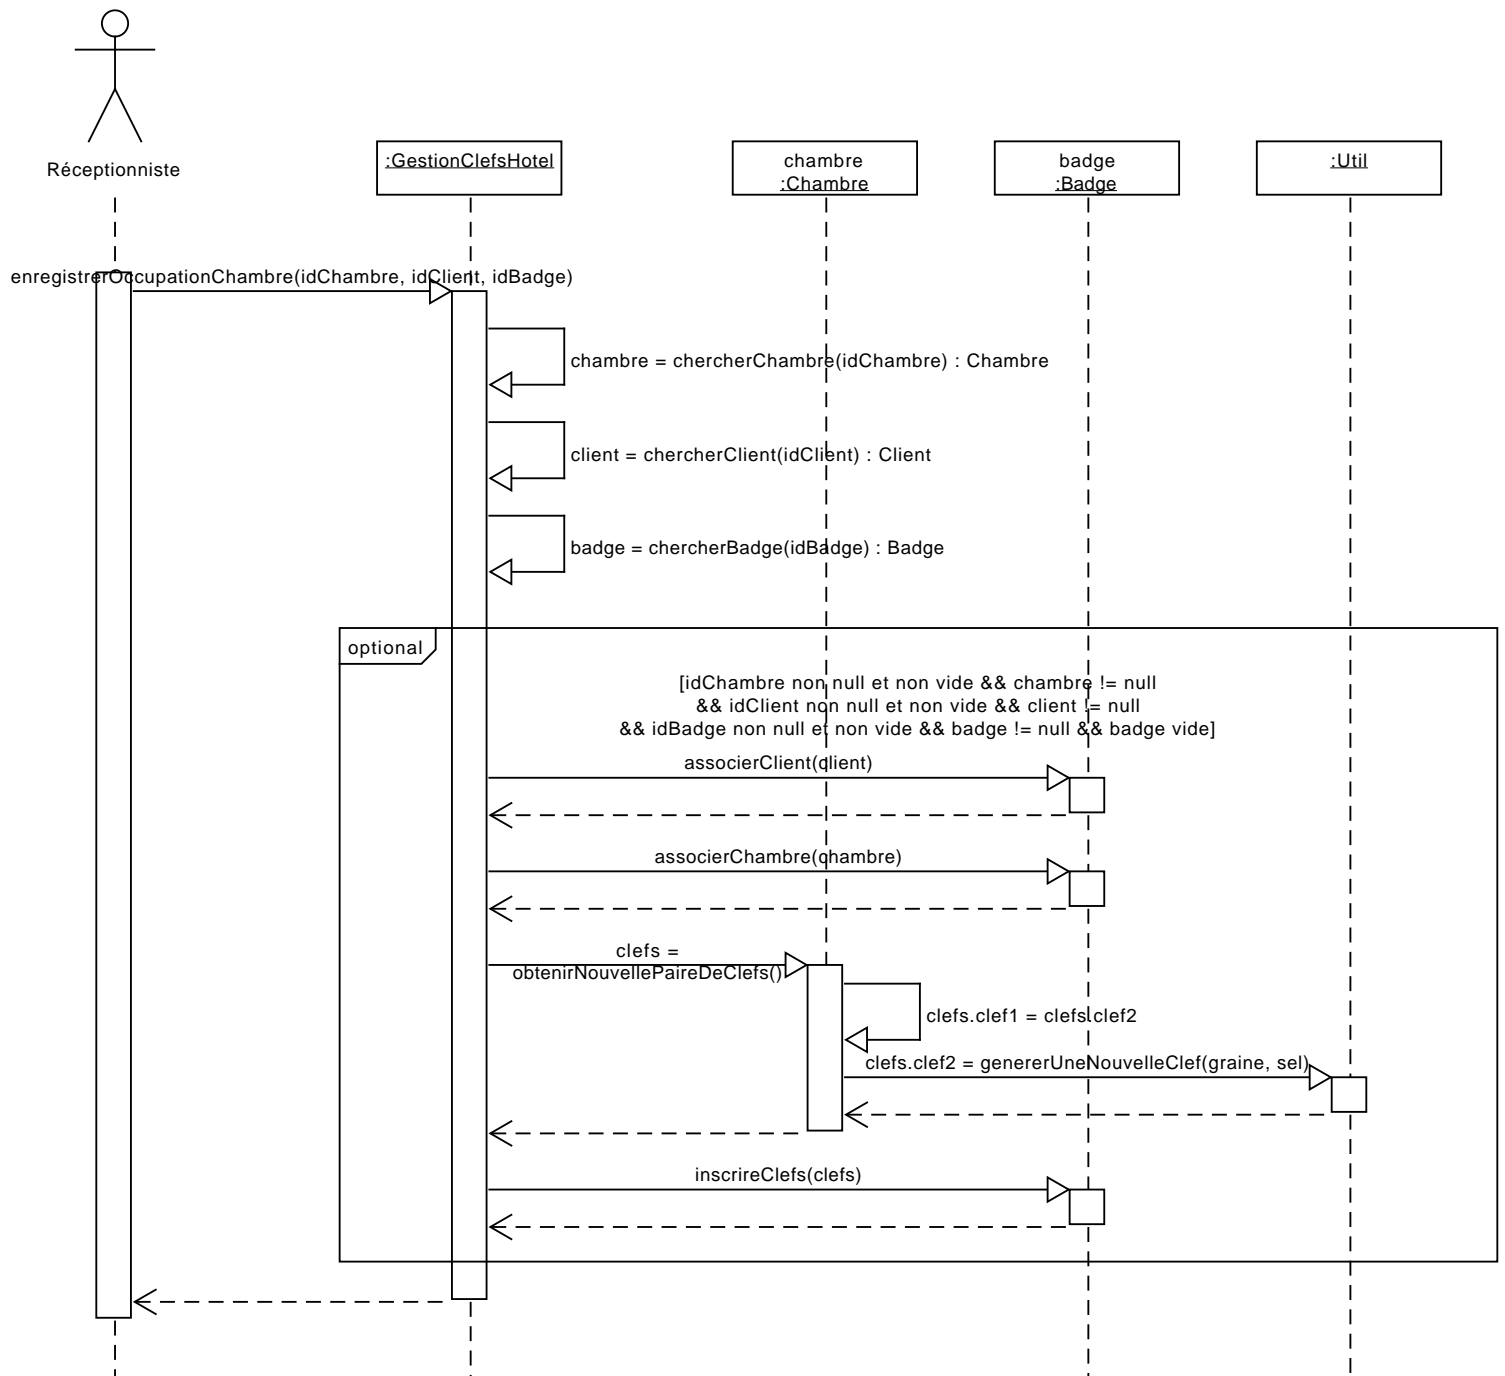 Réceptionniste
:GestionClefsHotel
chambre
:Chambre
badge
:Badge
:Util
enregistrerOccupationChambre(idChambre, idClient, idBadge)
chambre = chercherChambre(idChambre) : Chambre
client = chercherClient(idClient) : Client
badge = chercherBadge(idBadge) : Badge
optional
[idChambre non null et non vide && chambre != null
&& idClient non null et non vide && client != null
&& idBadge non null et non vide && badge != null && badge vide]
associerClient(client)
associerChambre(chambre)
clefs =
obtenirNouvellePaireDeClefs()
clefs.clef1 = clefs.clef2
clefs.clef2 = genererUneNouvelleClef(graine, sel)
inscrireClefs(clefs)